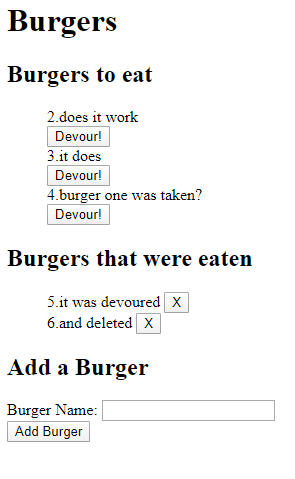 Burgers
Burgers to eat
2.does it work
Devour!
3.it does
Devour!
4.burger one was taken?
Devour!
Burgers that were eaten
5.it was devoured X
6.and deleted X
Add a Burger
Burger Name:
Add Burger